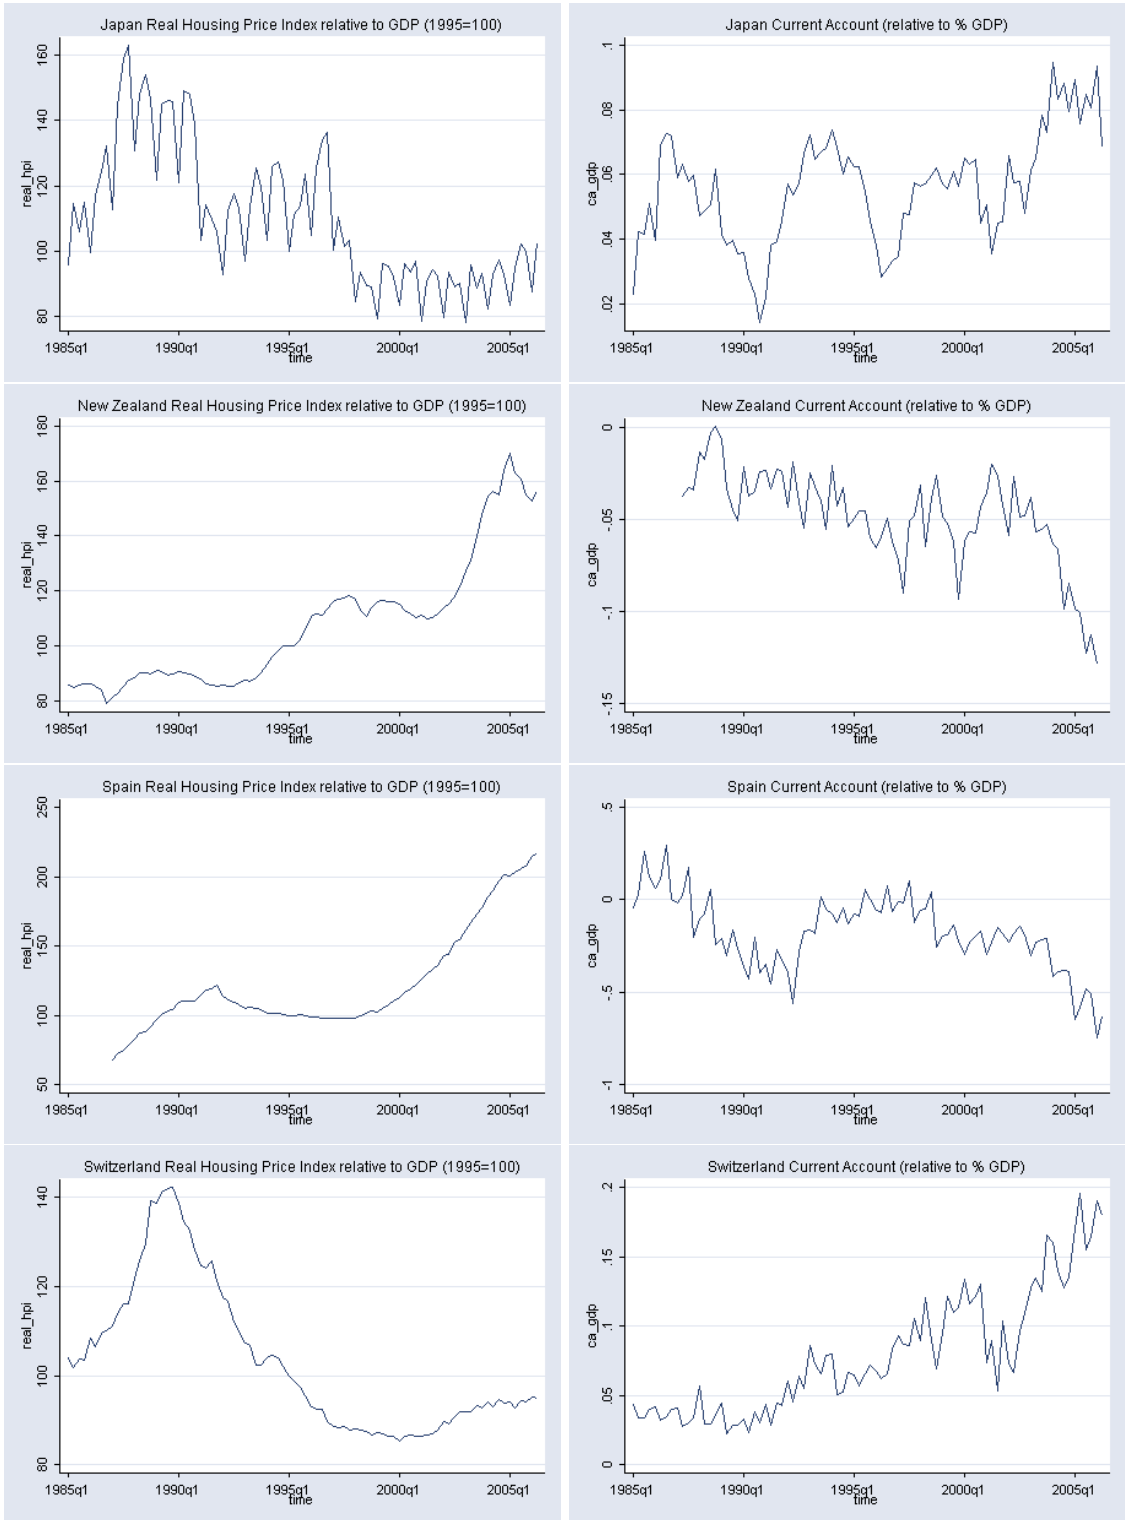 Japan Real Housing Price Index relative to GDP (1995=100)
real_hpi
160
140
120
100
80
1985q1 1990q1 1995q1 2000q1 2005q1
time
Japan Current Account (relative to % GDP)
ca_gdp
.1
.08
.06
.04
.02
1985q1 1990q1 1995q1 2000q1 2005q1
time
New Zealand Real Housing Price Index relative to GDP (1995=100)
real_hpi
180
160
140
120
100
80
1985q1 1990q1 1995q1 2000q1 2005q1
time
New Zealand Current Account (relative to % GDP)
ca_gdp
0
-.05
-.1
-.15
1985q1 1990q1 1995q1 2000q1 2005q1
time
Spain Real Housing Price Index relative to GDP (1995=100)
real_hpi
250
200
150
100
50
1985q1 1990q1 1995q1 2000q1 2005q1
time
Spain Current Account (relative to % GDP)
ca_gdp
.5
0
-.5
-1
1985q1 1990q1 1995q1 2000q1 2005q1
time
Switzerland Real Housing Price Index relative to GDP (1995=100)
real_hpi
140
120
100
80
1985q1 1990q1 1995q1 2000q1 2005q1
time
Switzerland Current Account (relative to % GDP)
ca_gdp
.2
.15
.1
.05
0
1985q1 1990q1 1995q1 2000q1 2005q1
time